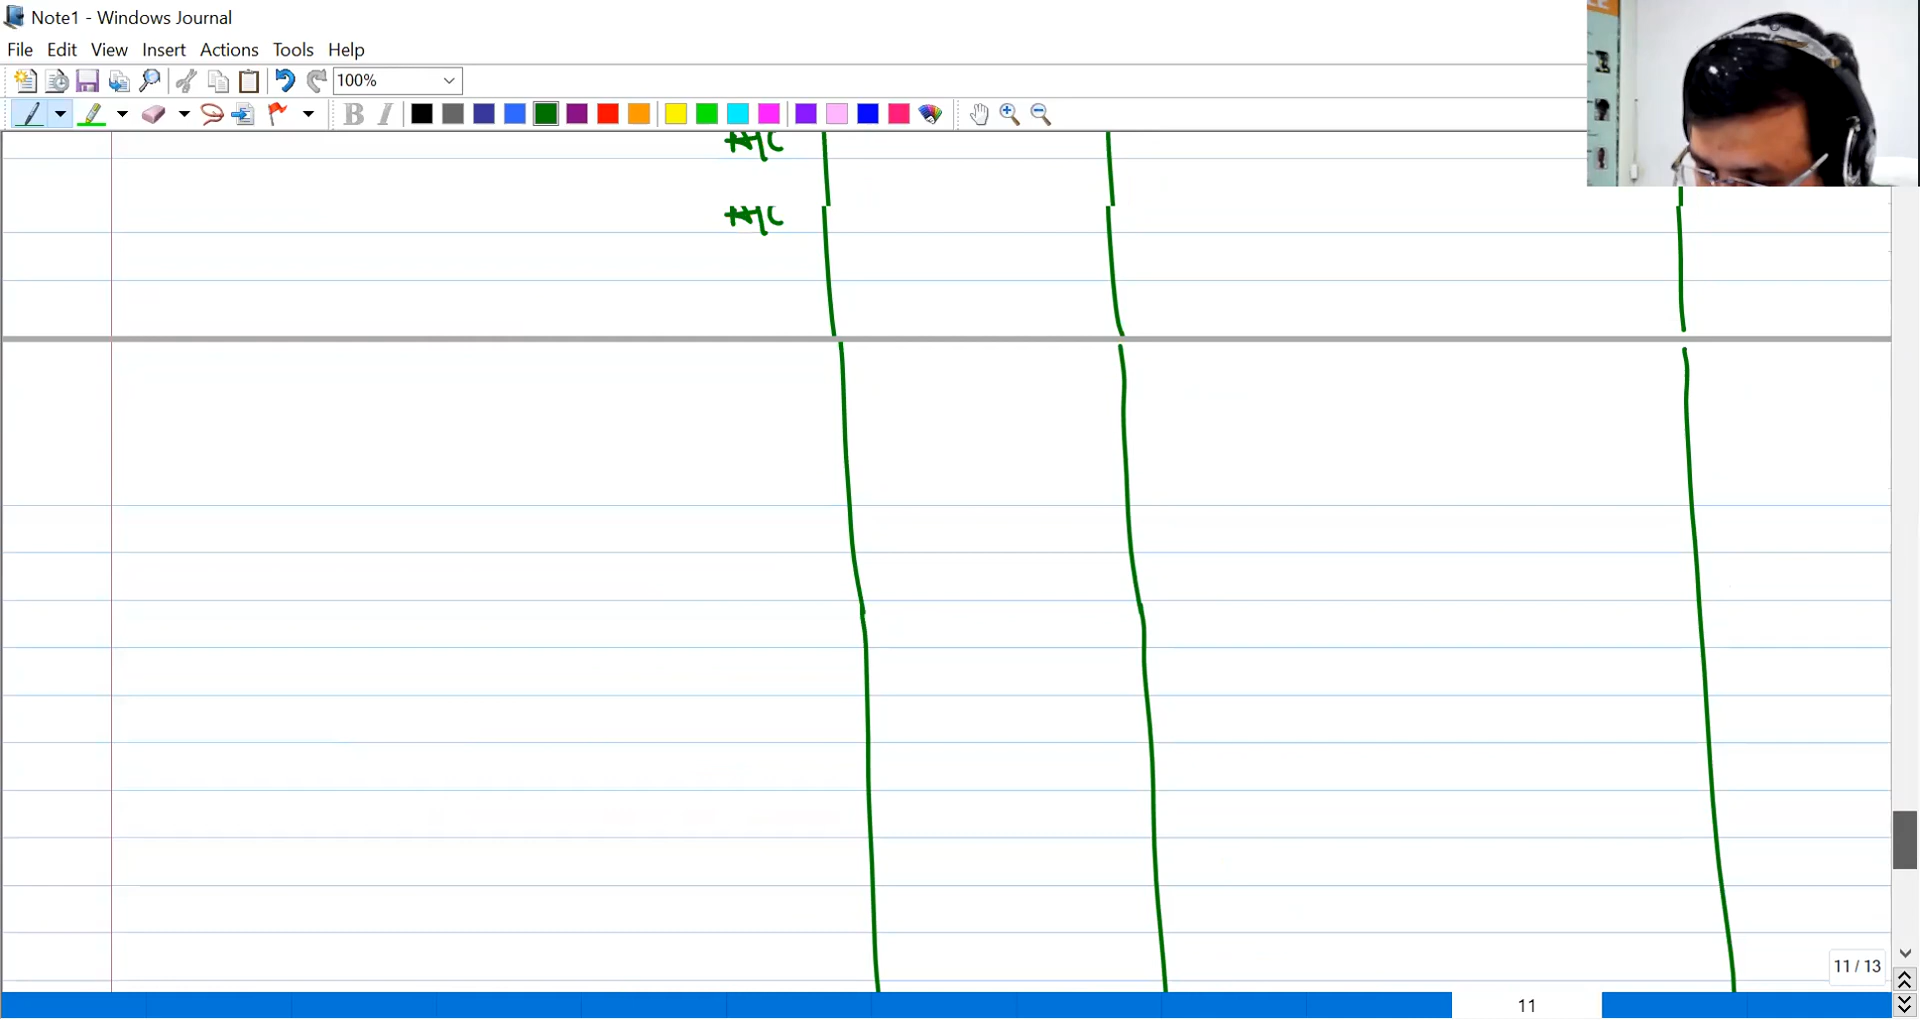 Note1 - Windows Journal
File Edit View Insert Actions Tools Help
100%
B I
A/C
A/C
11 / 13
11